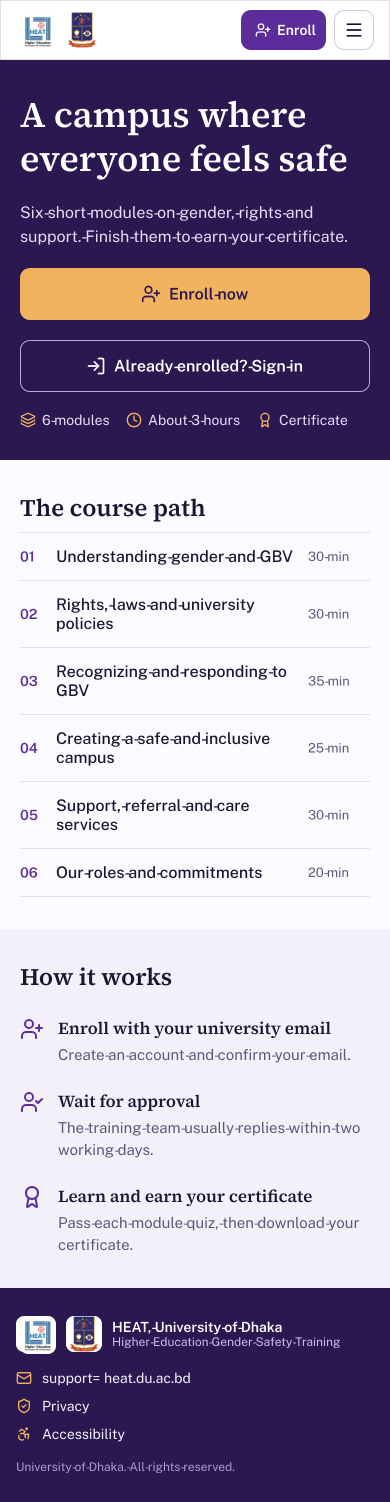 HEAT
Higher Education
Enroll
A campus where
everyone feels safe
Six-short-modules-on-gender,-rights-and
support.-Finish-them-to-earn-your-certificate.
Enroll-now
Already-enrolled?-Sign-in
6-modules
About-3-hours
Certificate
The course path
01 Understanding-gender-and-GBV 30-min
02 Rights,-laws-and-university
policies 30-min
03 Recognizing-and-responding-to
GBV 35-min
04 Creating-a-safe-and-inclusive
campus 25-min
05 Support,-referral-and-care
services 30-min
06 Our-roles-and-commitments 20-min
How it works
Enroll with your university email
Create-an-account-and-confirm-your-email.
Wait for approval
The-training-team-usually-replies-within-two
working-days.
Learn and earn your certificate
Pass-each-module-quiz,-then-download-your
certificate.
HEAT
HEAT,-University-of-Dhaka
Higher-Education-Gender-Safety-Training
support= heat.du.ac.bd
Privacy
Accessibility
University-of-Dhaka.-All-rights-reserved.